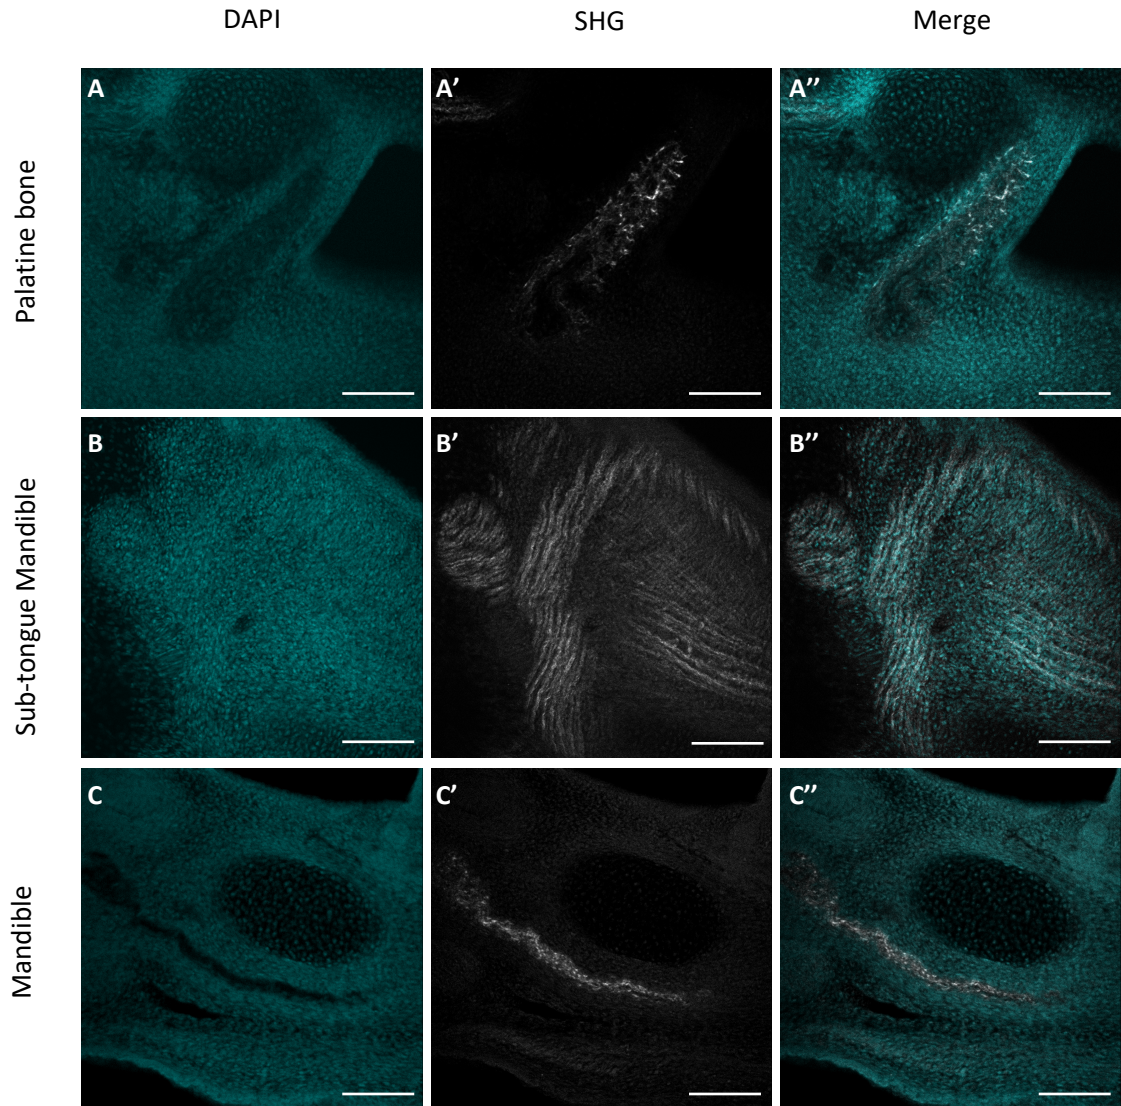 DAPI SHG Merge
Palatine bone
A A’ A’’
Sub-tongue Mandible
B B’ B’’
Mandible
C C’ C’’